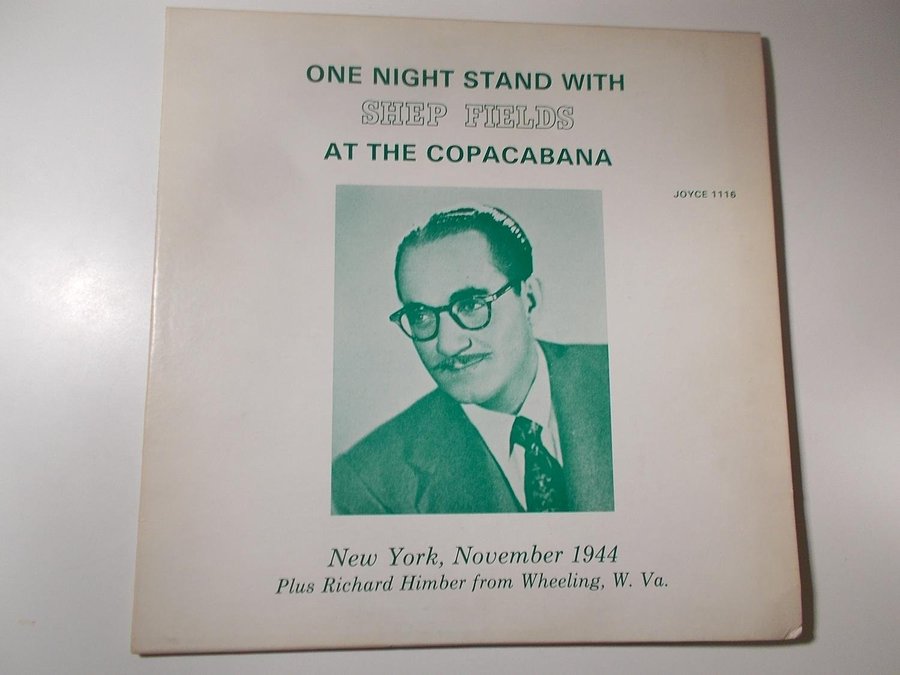 ONE NIGHT STAND WITH
SHEP FIELDS
AT THE COPACABANA
JOYCE 1116
New York, November 1944
Plus Richard Himber from Wheeling, W. Va.